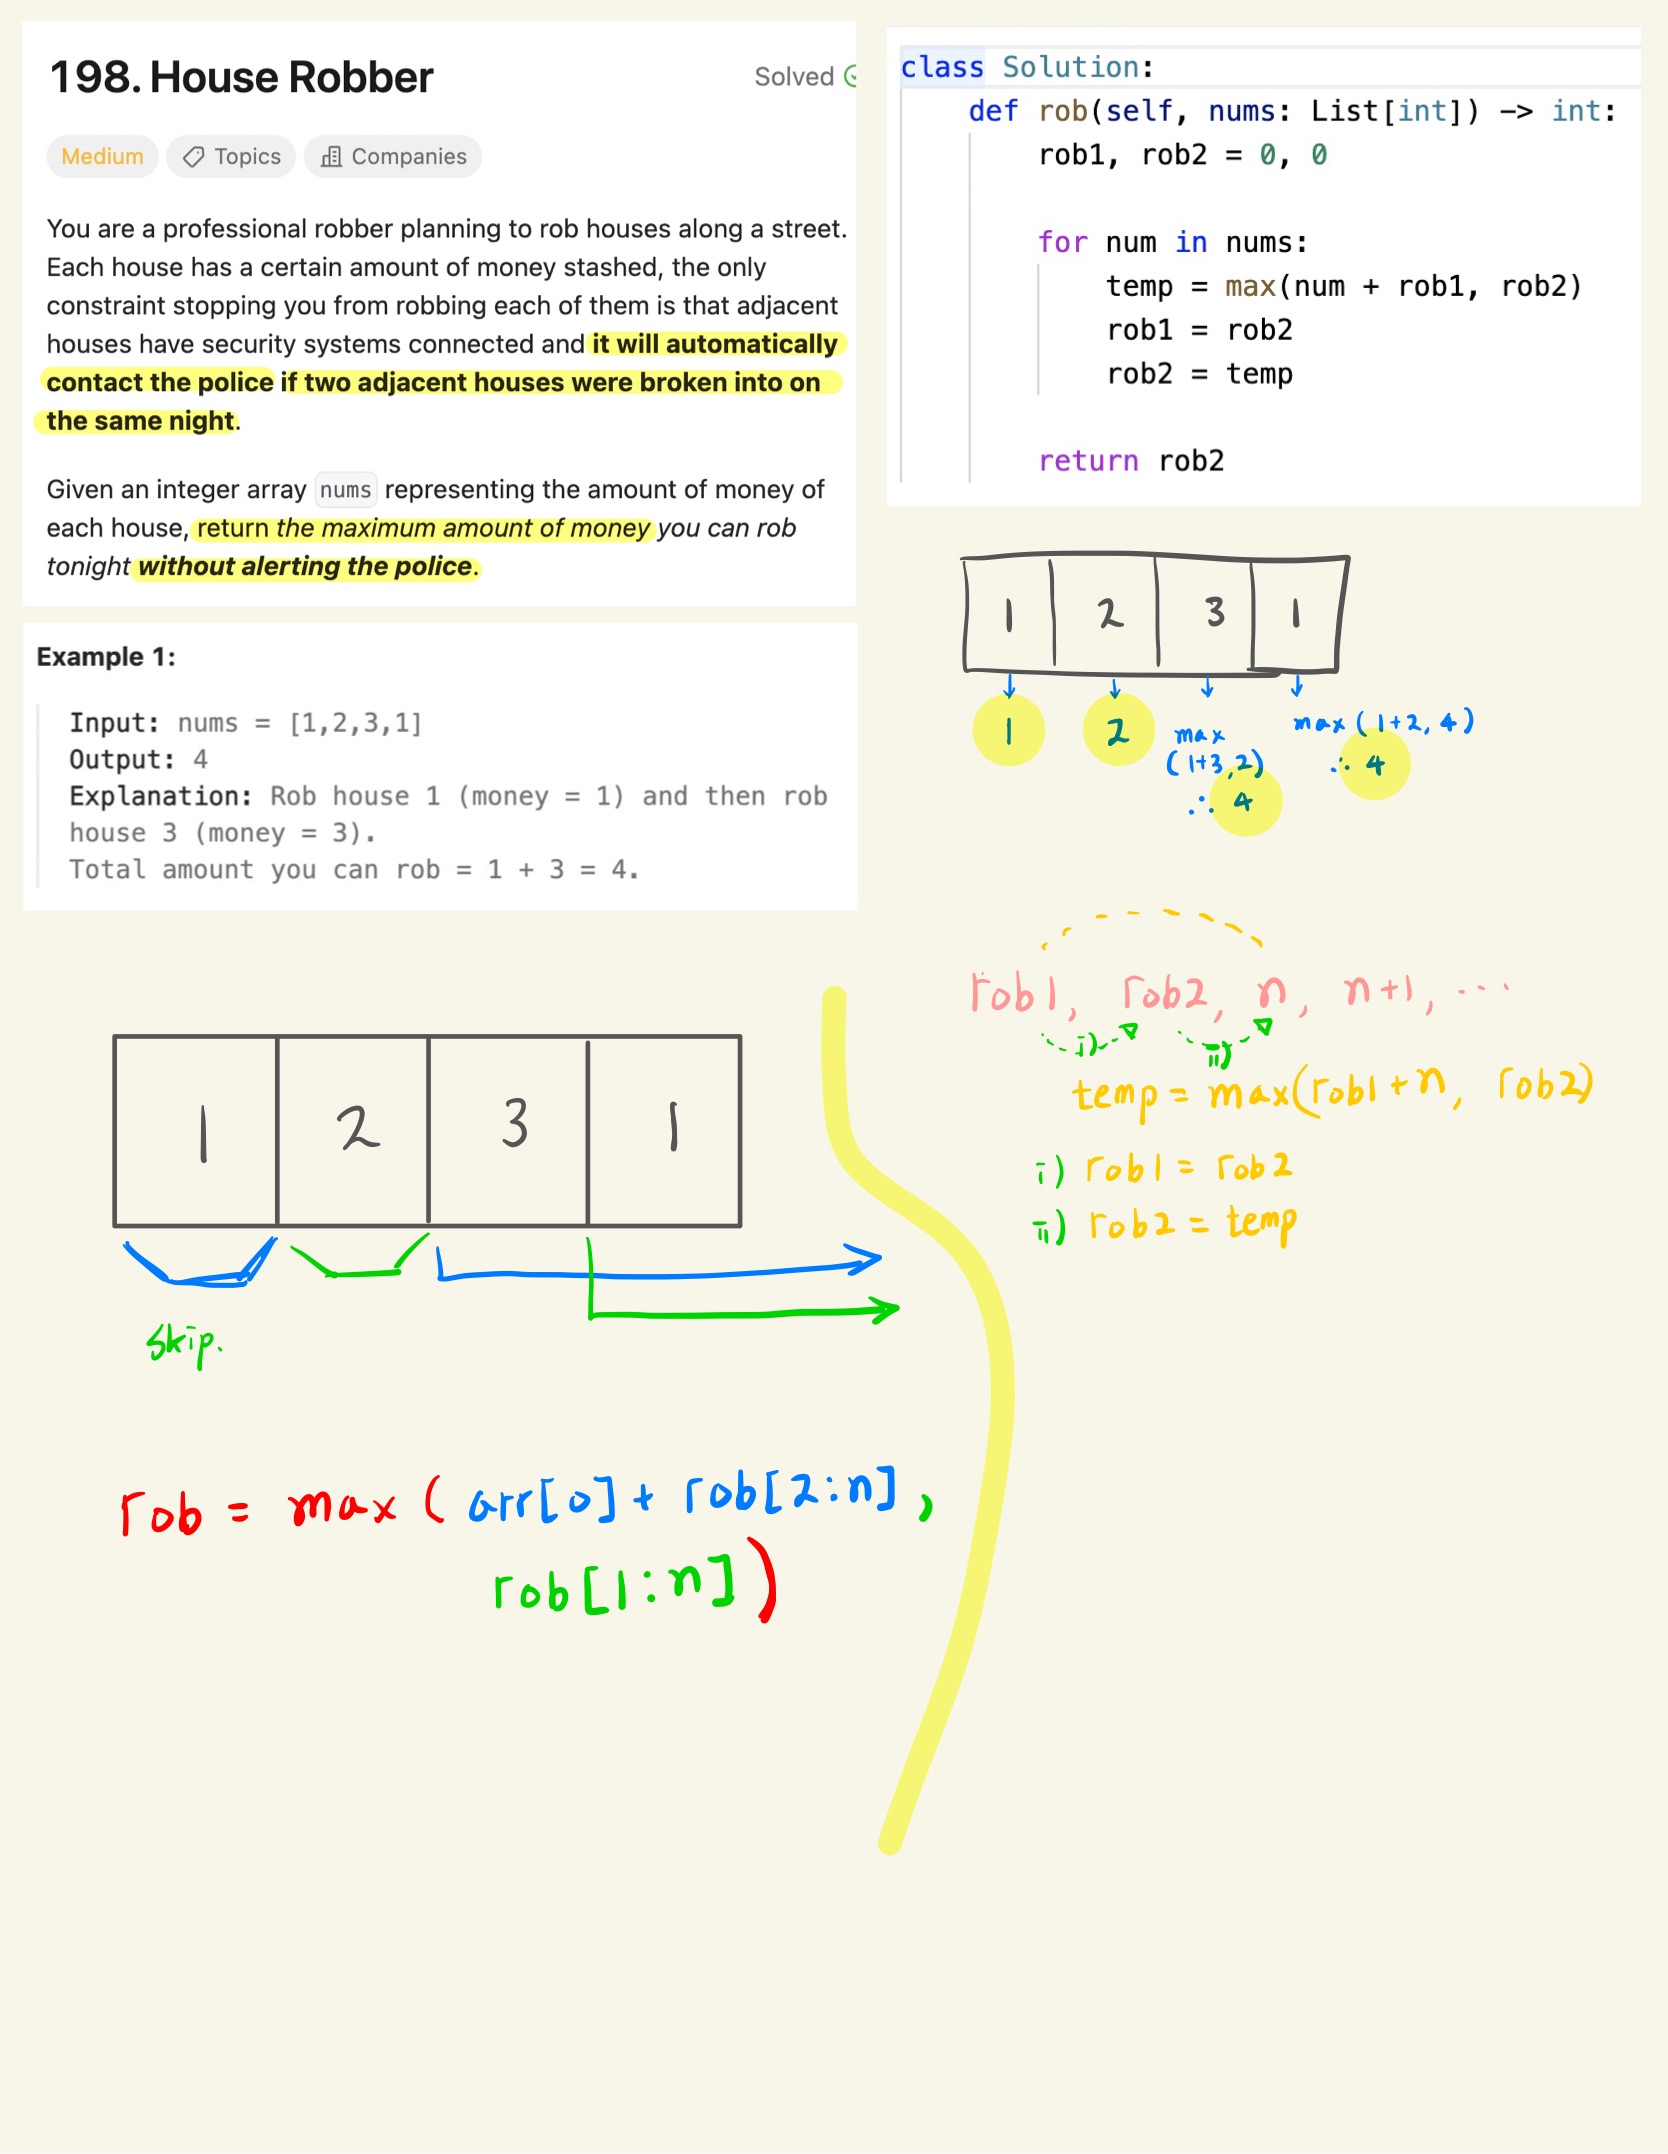 198. House Robber
Solved
Medium
Topics
Companies
You are a professional robber planning to rob houses along a street.
Each house has a certain amount of money stashed, the only
constraint stopping you from robbing each of them is that adjacent
houses have security systems connected and it will automatically
contact the police if two adjacent houses were broken into on
the same night.
Given an integer array nums representing the amount of money of
each house, return the maximum amount of money you can rob
tonight without alerting the police.
Example 1:
Input: nums = [1,2,3,1]
Output: 4
Explanation: Rob house 1 (money = 1) and then rob
house 3 (money = 3).
Total amount you can rob = 1 + 3 = 4.
1 2 3 1
skip.
rob = max ( arr[0] + rob[2:n] ,
rob[1:n] )
class Solution:
def rob(self, nums: List[int]) -> int:
rob1, rob2 = 0, 0
for num in nums:
temp = max(num + rob1, rob2)
rob1 = rob2
rob2 = temp
return rob2
1 2 3 1
1
2
max
(1+3,2)
∴ 4
max (1+2, 4)
∴ 4
rob1, rob2, n, n+1, ...
i) ii)
temp = max(rob1+n, rob2)
i) rob1 = rob2
ii) rob2 = temp